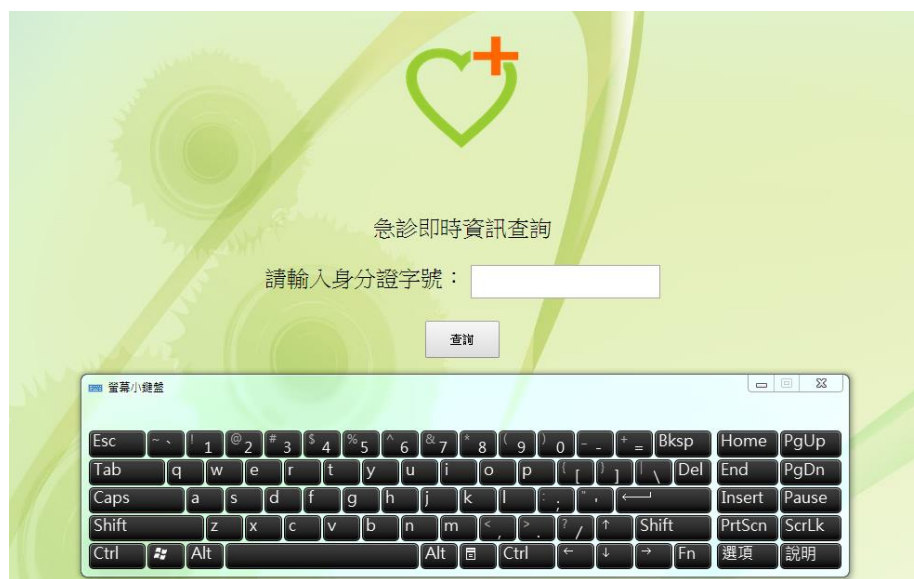 急診即時資訊查詢
請輸入身分證字號：
查詢
螢幕小鍵盤
Esc ~ ` ! 1 @ 2 # 3 $ 4 % 5 ^ 6 & 7 * 8 ( 9 ) 0 _ - + = Bksp Home PgUp
Tab q w e r t y u i o p { [ } ] | \ Del End PgDn
Caps a s d f g h j k l : ; " ' Insert Pause
Shift z x c v b n m < , > . ? / ↑ Shift PrtScn ScrLk
Ctrl Alt Alt Ctrl ← ↓ → Fn 選項 說明